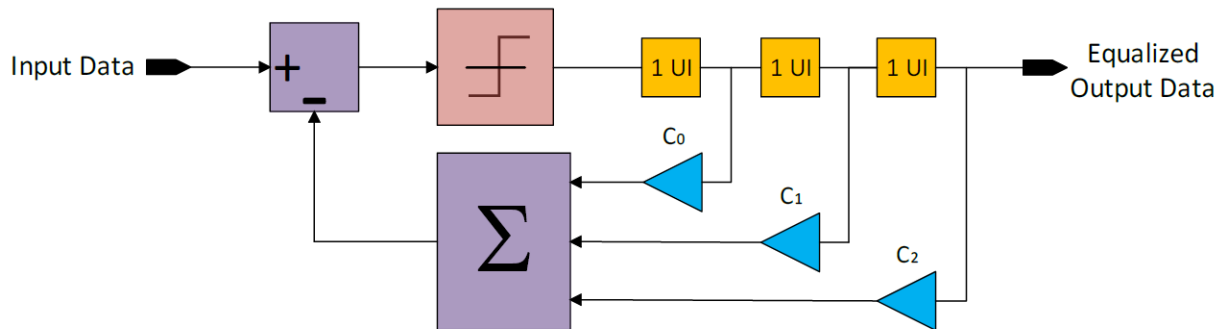 Input Data
+
-
1 UI
1 UI
1 UI
Equalized
Output Data
C₀
C₁
C₂
Σ